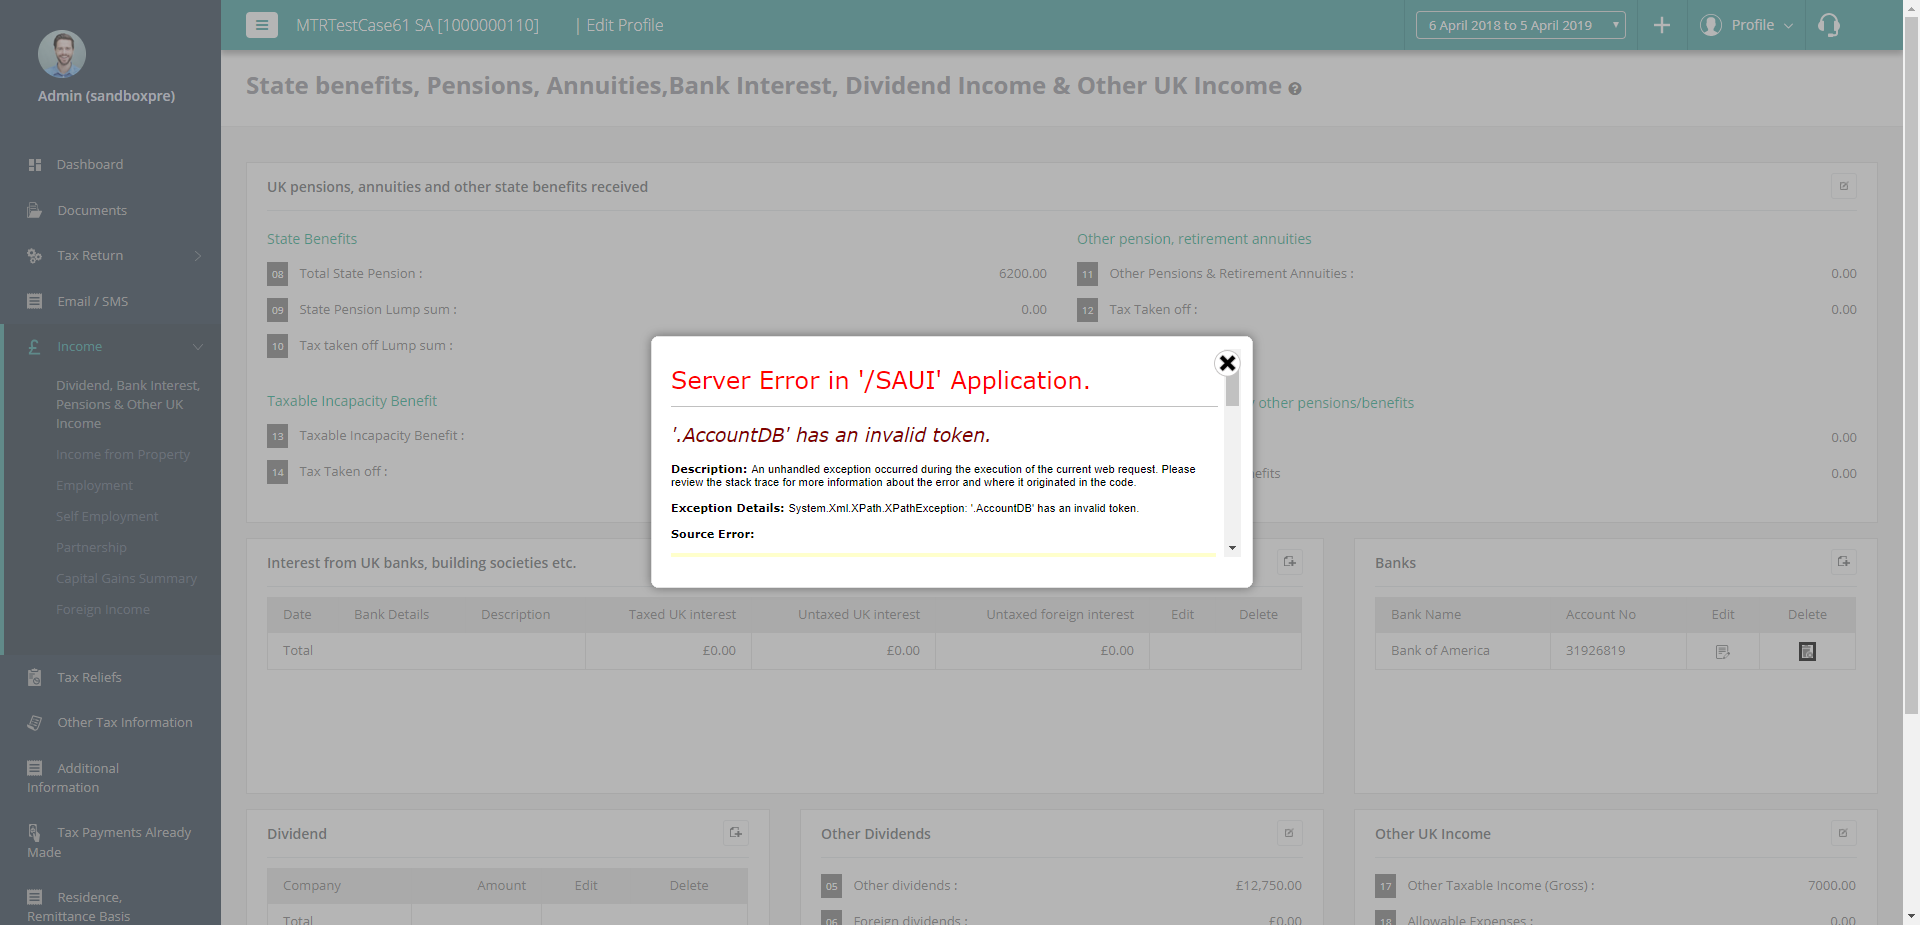 MTRTestCase61 SA [1000000110] | Edit Profile
6 April 2018 to 5 April 2019
Profile
Admin (sandboxpre)
Dashboard
Documents
Tax Return
Email / SMS
Income
Dividend, Bank Interest,
Pensions & Other UK
Income
Income from Property
Employment
Self Employment
Partnership
Capital Gains Summary
Foreign Income
Tax Reliefs
Other Tax Information
Additional
Information
Tax Payments Already
Made
Residence,
Remittance Basis
State benefits, Pensions, Annuities,Bank Interest, Dividend Income & Other UK Income ?
UK pensions, annuities and other state benefits received
State Benefits
08 Total State Pension : 6200.00
09 State Pension Lump sum : 0.00
10 Tax taken off Lump sum :
Other pension, retirement annuities
11 Other Pensions & Retirement Annuities : 0.00
12 Tax Taken off : 0.00
Taxable Incapacity Benefit
13 Taxable Incapacity Benefit :
14 Tax Taken off :
other pensions/benefits
0.00
efits 0.00
Server Error in '/SAUI' Application.
'.AccountDB' has an invalid token.
Description: An unhandled exception occurred during the execution of the current web request. Please
review the stack trace for more information about the error and where it originated in the code.
Exception Details: System.Xml.XPath.XPathException: '.AccountDB' has an invalid token.
Source Error:
Interest from UK banks, building societies etc.
Date Bank Details Description Taxed UK interest Untaxed UK interest Untaxed foreign interest Edit Delete
Total £0.00 £0.00 £0.00
Banks
Bank Name Account No Edit Delete
Bank of America 31926819
Dividend
Company Amount Edit Delete
Total
Other Dividends
05 Other dividends : £12,750.00
06 Foreign dividends : £0.00
Other UK Income
17 Other Taxable Income (Gross) : 7000.00
18 Allowable Expenses : 0.00